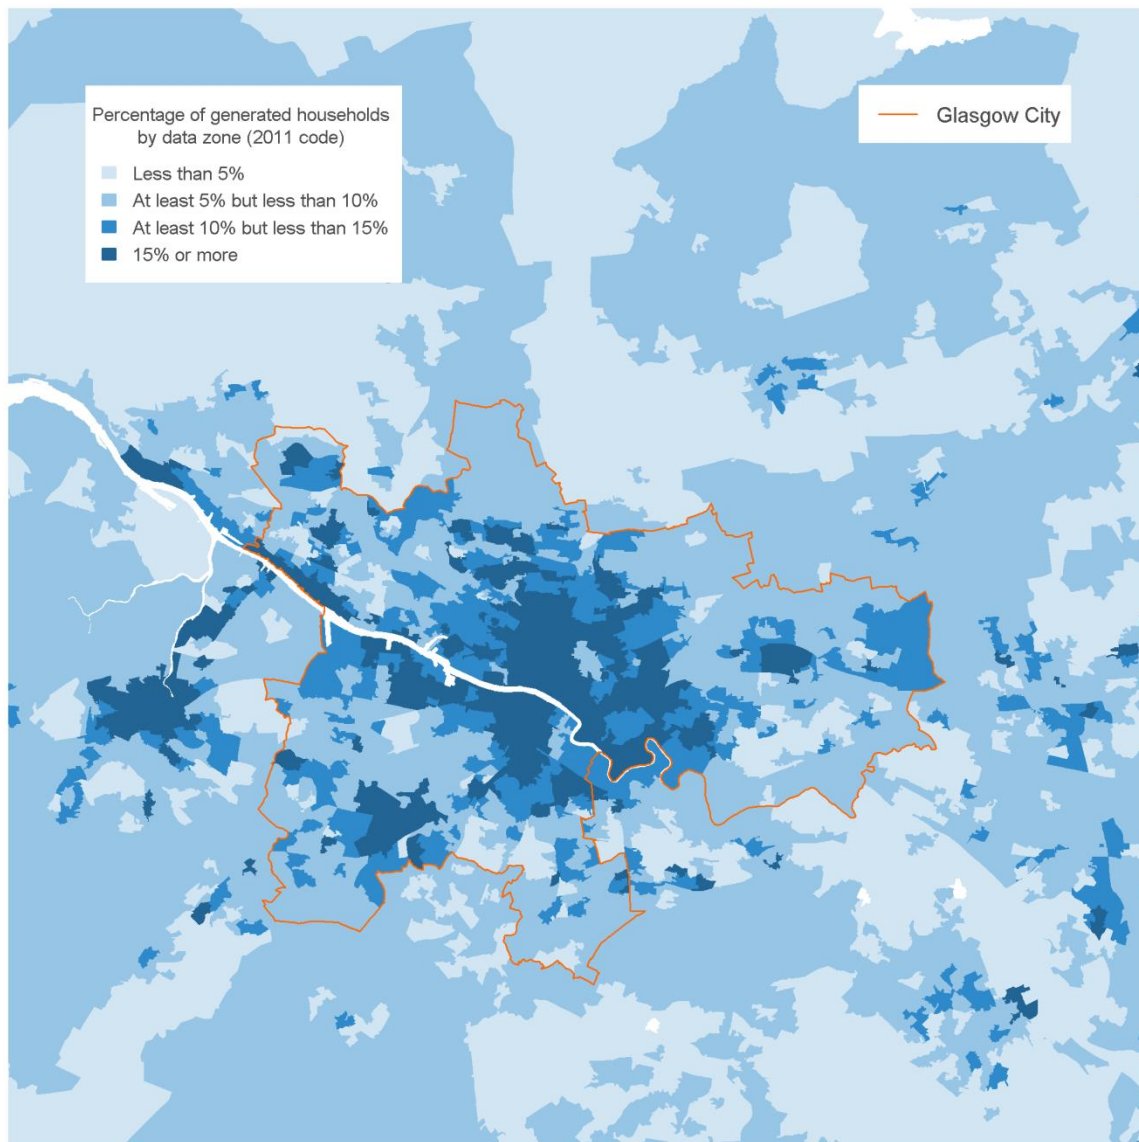 Percentage of generated households
by data zone (2011 code)
Less than 5%
At least 5% but less than 10%
At least 10% but less than 15%
15% or more
Glasgow City